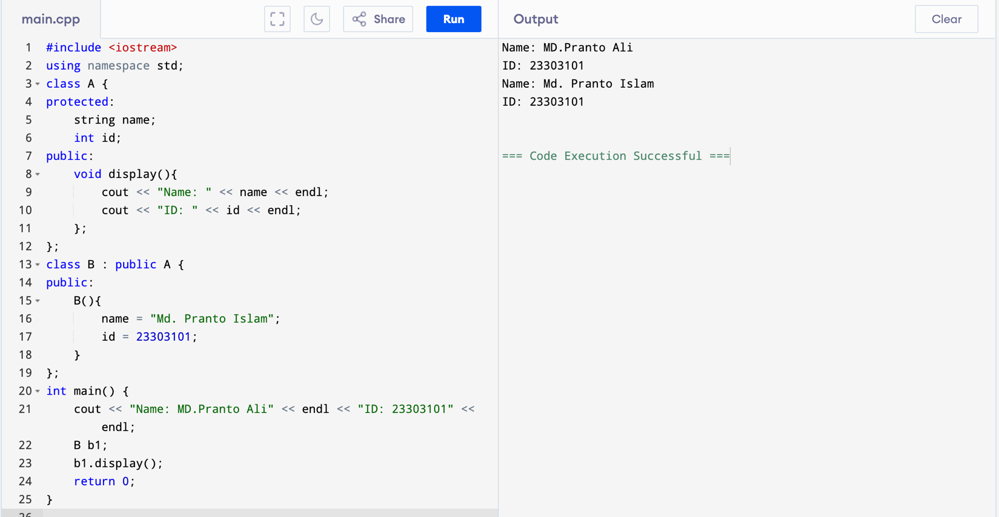 main.cpp
Share
Run
Output
Clear
1 #include <iostream>
2 using namespace std;
3 class A {
4 protected:
5     string name;
6     int id;
7 public:
8     void display(){
9         cout << "Name: " << name << endl;
10         cout << "ID: " << id << endl;
11     };
12 };
13 class B : public A {
14 public:
15     B(){
16         name = "Md. Pranto Islam";
17         id = 23303101;
18     }
19 };
20 int main() {
21     cout << "Name: MD.Pranto Ali" << endl << "ID: 23303101" <<
        endl;
22     B b1;
23     b1.display();
24     return 0;
25 }
26
Name: MD.Pranto Ali
ID: 23303101
Name: Md. Pranto Islam
ID: 23303101
=== Code Execution Successful ===